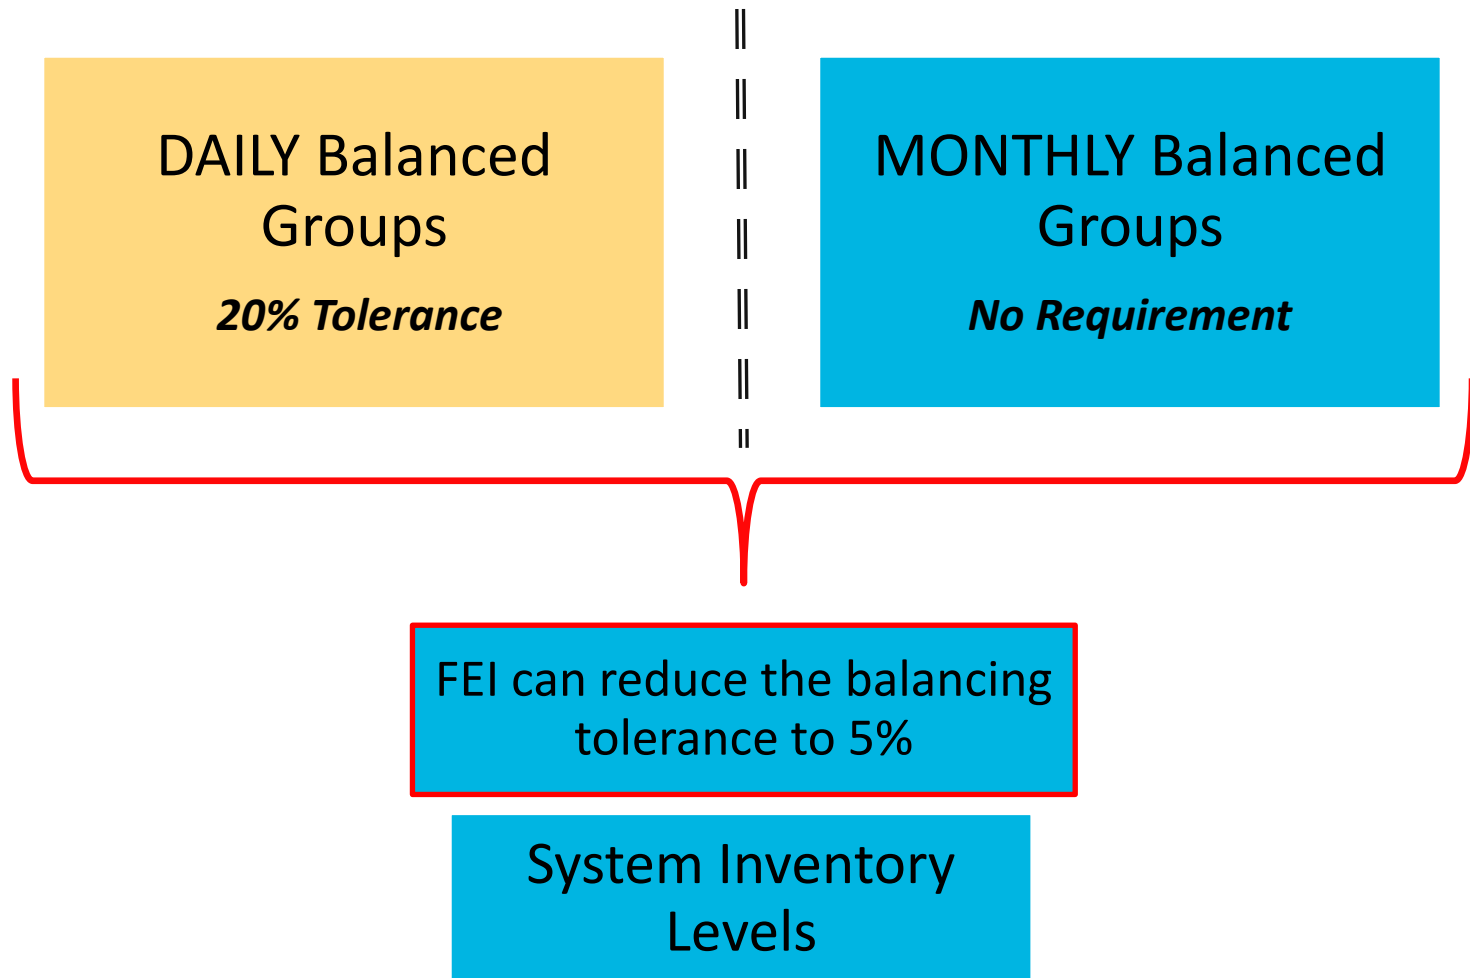 DAILY Balanced
Groups
20% Tolerance
MONTHLY Balanced
Groups
No Requirement
FEI can reduce the balancing
tolerance to 5%
System Inventory
Levels